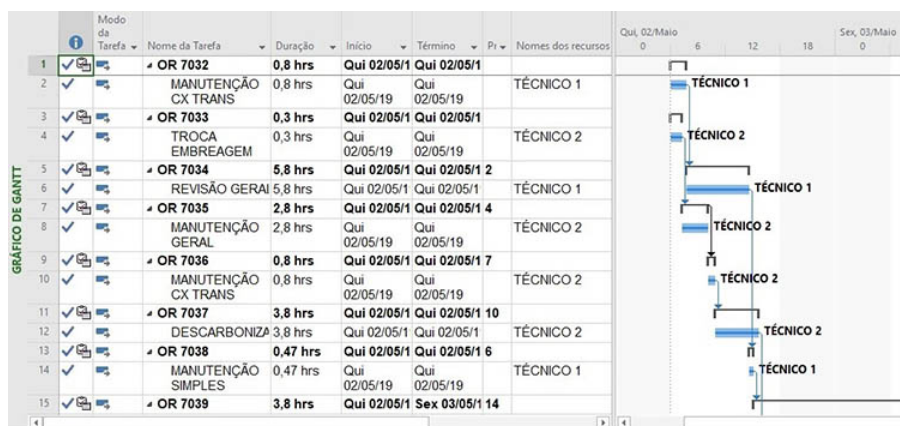 Modo
da
Tarefa Nome da Tarefa Duração Início Término Pr Nomes dos recursos
Qui, 02/Maio Sex, 03/Maio
0 6 12 18 0
1 OR 7032 0,8 hrs Qui 02/05/1 Qui 02/05/1
2 MANUTENÇÃO 0,8 hrs Qui Qui TÉCNICO 1 TÉCNICO 1
CX TRANS 02/05/19 02/05/19
3 OR 7033 0,3 hrs Qui 02/05/1 Qui 02/05/1
4 TROCA 0,3 hrs Qui Qui TÉCNICO 2 TÉCNICO 2
EMBREAGEM 02/05/19 02/05/19
5 OR 7034 5,8 hrs Qui 02/05/1 Qui 02/05/1 2
6 REVISÃO GERAI 5,8 hrs Qui 02/05/1 Qui 02/05/1 TÉCNICO 1 TÉCNICO 1
7 OR 7035 2,8 hrs Qui 02/05/1 Qui 02/05/1 4
8 MANUTENÇÃO 2,8 hrs Qui Qui TÉCNICO 2 TÉCNICO 2
GERAL 02/05/19 02/05/19
9 OR 7036 0,8 hrs Qui 02/05/1 Qui 02/05/1 7
10 MANUTENÇÃO 0,8 hrs Qui Qui TÉCNICO 2 TÉCNICO 2
CX TRANS 02/05/19 02/05/19
11 OR 7037 3,8 hrs Qui 02/05/1 Qui 02/05/1 10
12 DESCARBONIZA 3,8 hrs Qui 02/05/1 Qui 02/05/1 TÉCNICO 2 TÉCNICO 2
13 OR 7038 0,47 hrs Qui 02/05/1 Qui 02/05/1 6
14 MANUTENÇÃO 0,47 hrs Qui Qui TÉCNICO 1 TÉCNICO 1
SIMPLES 02/05/19 02/05/19
15 OR 7039 3,8 hrs Qui 02/05/1 Sex 03/05/1 14
GRÁFICO DE GANTT